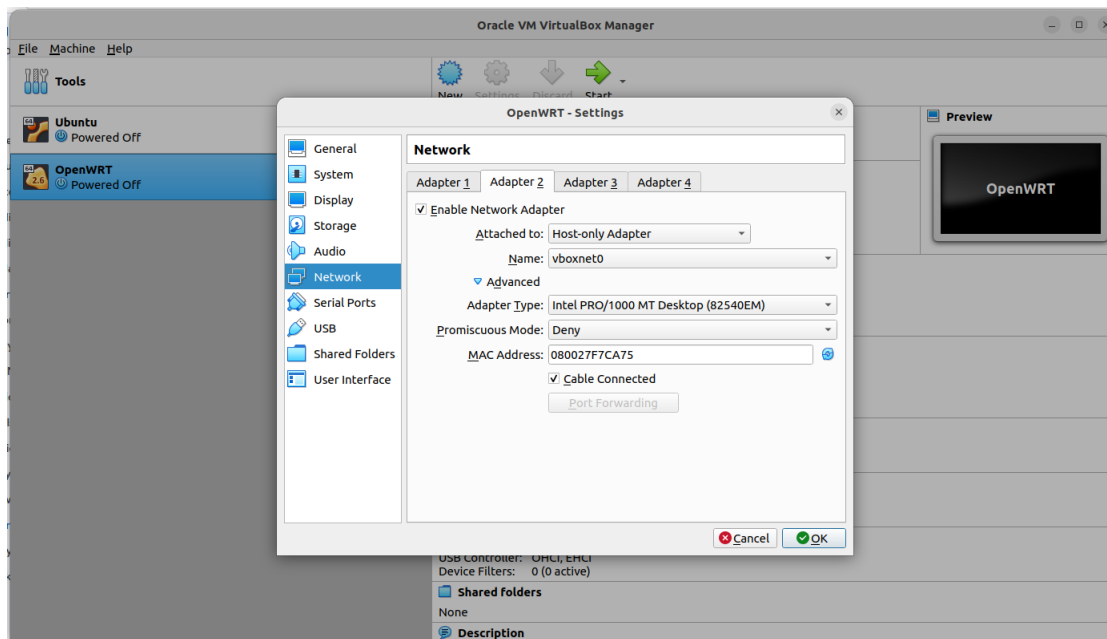 Oracle VM VirtualBox Manager
File Machine Help
Tools
New Settings Discard Start
Ubuntu
Powered Off
OpenWRT
Powered Off
Preview
OpenWRT
OpenWRT - Settings
General
System
Display
Storage
Audio
Network
Serial Ports
USB
Shared Folders
User Interface
Network
Adapter 1 Adapter 2 Adapter 3 Adapter 4
Enable Network Adapter
Attached to: Host-only Adapter
Name: vboxnet0
Advanced
Adapter Type: Intel PRO/1000 MT Desktop (82540EM)
Promiscuous Mode: Deny
MAC Address: 080027F7CA75
Cable Connected
Port Forwarding
Cancel OK
USB Controller: OHCI, EHCI
Device Filters: 0 (0 active)
Shared folders
None
Description